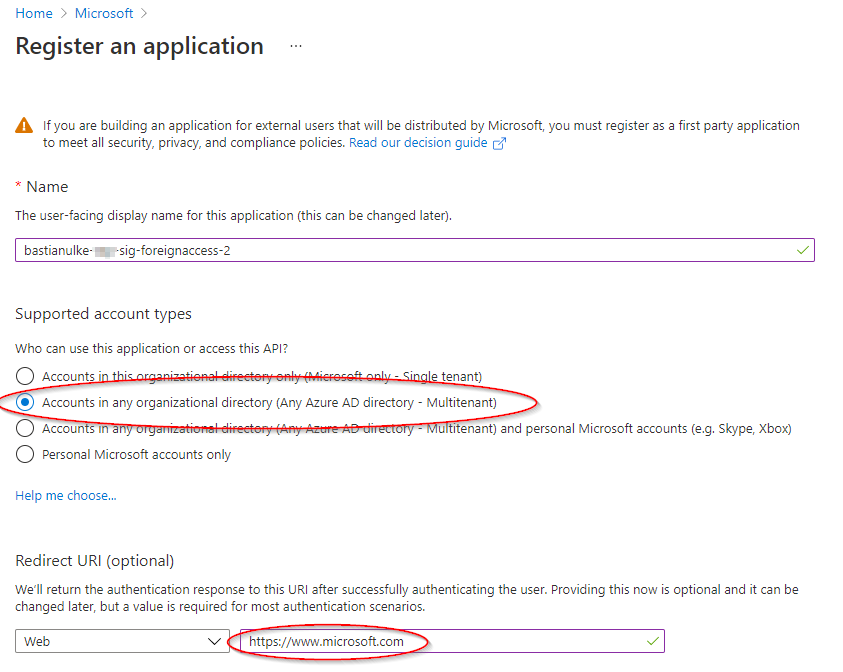 Home > Microsoft >
Register an application ...
If you are building an application for external users that will be distributed by Microsoft, you must register as a first party application
to meet all security, privacy, and compliance policies. Read our decision guide
* Name
The user-facing display name for this application (this can be changed later).
bastianulke- -sig-foreignaccess-2
Supported account types
Who can use this application or access this API?
Accounts in this organizational directory only (Microsoft only - Single tenant)
Accounts in any organizational directory (Any Azure AD directory - Multitenant)
Accounts in any organizational directory (Any Azure AD directory - Multitenant) and personal Microsoft accounts (e.g. Skype, Xbox)
Personal Microsoft accounts only
Help me choose...
Redirect URI (optional)
We'll return the authentication response to this URI after successfully authenticating the user. Providing this now is optional and it can be
changed later, but a value is required for most authentication scenarios.
Web https://www.microsoft.com